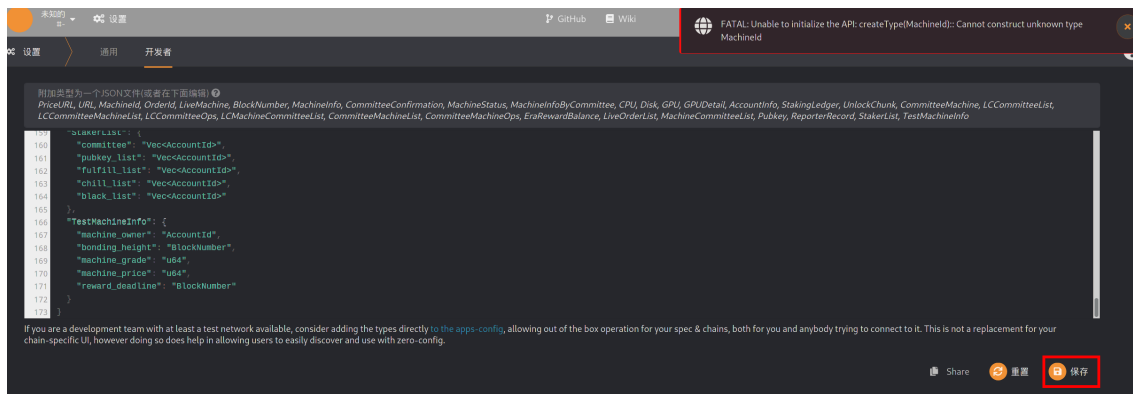 未知的
#-
设置
GitHub
Wiki
FATAL: Unable to initialize the API: createType(MachineId):: Cannot construct unknown type
MachineId
设置
通用
开发者
附加类型为一个JSON文件(或者在下面编辑)
PriceURL, URL, MachineId, OrderId, LiveMachine, BlockNumber, MachineInfo, CommitteeConfirmation, MachineStatus, MachineInfoByCommittee, CPU, Disk, GPU, GPUDetail, AccountInfo, StakingLedger, UnlockChunk, CommitteeMachine, LCCommitteeList,
LCCommitteeMachineList, LCCommitteeOps, LCMachineCommitteeList, CommitteeMachineList, CommitteeMachineOps, EraRewardBalance, LiveOrderList, MachineCommitteeList, Pubkey, ReporterRecord, StakerList, TestMachineInfo
159 "StakerList": {
160 "committee": "Vec<AccountId>",
161 "pubkey_list": "Vec<AccountId>",
162 "fulfill_list": "Vec<AccountId>",
163 "chill_list": "Vec<AccountId>",
164 "black_list": "Vec<AccountId>"
165 },
166 "TestMachineInfo": {
167 "machine_owner": "AccountId",
168 "bonding_height": "BlockNumber",
169 "machine_grade": "u64",
170 "machine_price": "u64",
171 "reward_deadline": "BlockNumber"
172 }
173 }
If you are a development team with at least a test network available, consider adding the types directly to the apps-config, allowing out of the box operation for your spec & chains, both for you and anybody trying to connect to it. This is not a replacement for your
chain-specific UI, however doing so does help in allowing users to easily discover and use with zero-config.
Share
重置
保存